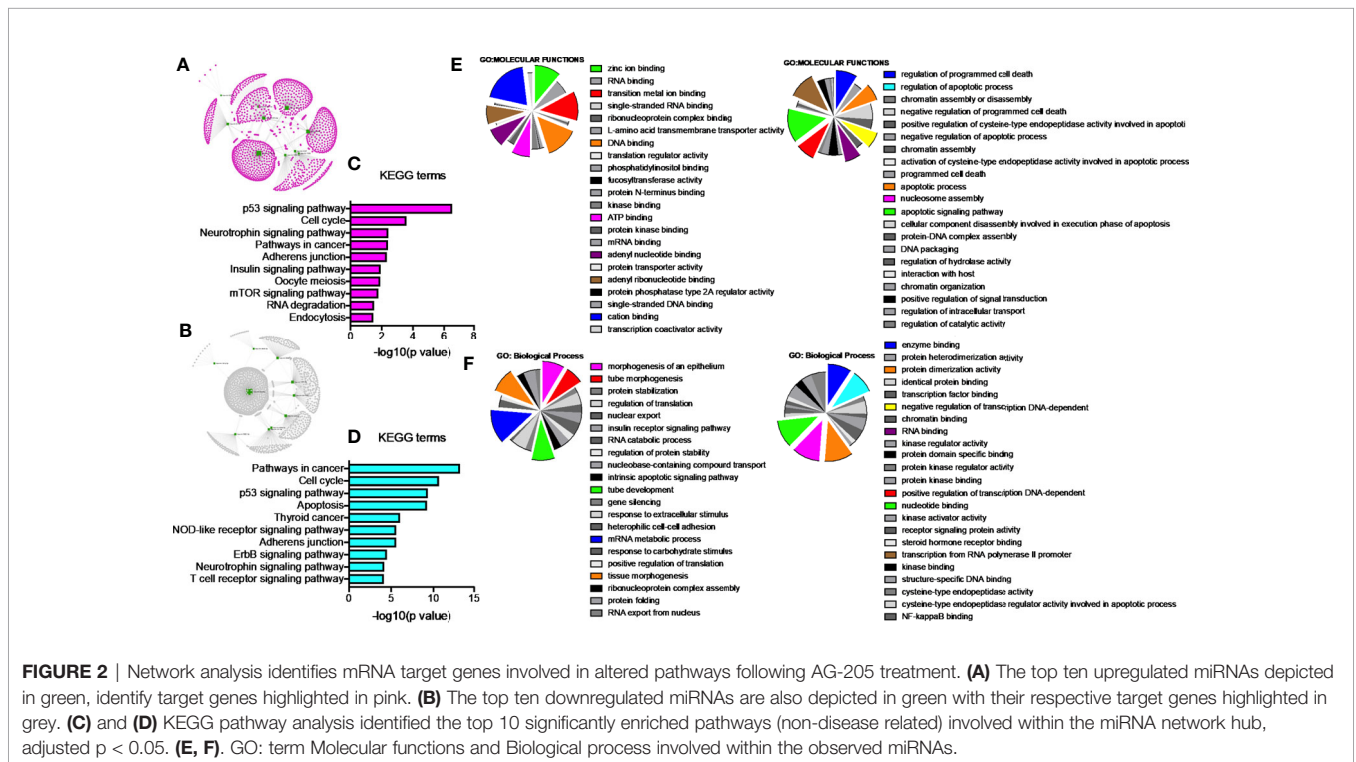 A
C
KEGG terms
p53 signaling pathway
Cell cycle
Neurotrophin signaling pathway
Pathways in cancer
Adherens junction
Insulin signaling pathway
Oocyte meiosis
mTOR signaling pathway
RNA degradation
Endocytosis
0 2 4 6 8
-log10(p value)
B
D
KEGG terms
Pathways in cancer
Cell cycle
p53 signaling pathway
Apoptosis
Thyroid cancer
NOD-like receptor signaling pathway
Adherens junction
ErbB signaling pathway
Neurotrophin signaling pathway
T cell receptor signaling pathway
0 5 10 15
-log10(p value)
E
GO:MOLECULAR FUNCTIONS
zinc ion binding
RNA binding
transition metal ion binding
single-stranded RNA binding
ribonucleoprotein complex binding
L-amino acid transmembrane transporter activity
DNA binding
translation regulator activity
phosphatidylinositol binding
fucosyltransferase activity
protein N-terminus binding
kinase binding
ATP binding
protein kinase binding
mRNA binding
adenyl nucleotide binding
protein transporter activity
adenyl ribonucleotide binding
protein phosphatase type 2A regulator activity
single-stranded DNA binding
cation binding
transcription coactivator activity
GO:MOLECULAR FUNCTIONS
regulation of programmed cell death
regulation of apoptotic process
chromatin assembly or disassembly
negative regulation of programmed cell death
positive regulation of cysteine-type endopeptidase activity involved in apoptoti
negative regulation of apoptotic process
chromatin assembly
activation of cysteine-type endopeptidase activity involved in apoptotic process
programmed cell death
apoptotic process
nucleosome assembly
apoptotic signaling pathway
cellular component disassembly involved in execution phase of apoptosis
protein-DNA complex assembly
DNA packaging
regulation of hydrolase activity
interaction with host
chromatin organization
positive regulation of signal transduction
regulation of intracellular transport
regulation of catalytic activity
F
GO: Biological Process
morphogenesis of an epithelium
tube morphogenesis
protein stabilization
regulation of translation
nuclear export
insulin receptor signaling pathway
RNA catabolic process
regulation of protein stability
nucleobase-containing compound transport
intrinsic apoptotic signaling pathway
tube development
gene silencing
response to extracellular stimulus
heterophilic cell-cell adhesion
mRNA metabolic process
response to carbohydrate stimulus
positive regulation of translation
tissue morphogenesis
ribonucleoprotein complex assembly
protein folding
RNA export from nucleus
GO: Biological Process
enzyme binding
protein heterodimerization activity
protein dimerization activity
identical protein binding
transcription factor binding
negative regulation of transcription DNA-dependent
chromatin binding
RNA binding
kinase regulator activity
protein domain specific binding
protein kinase regulator activity
protein kinase binding
positive regulation of transcription DNA-dependent
nucleotide binding
kinase activator activity
receptor signaling protein activity
steroid hormone receptor binding
transcription from RNA polymerase II promoter
kinase binding
structure-specific DNA binding
cysteine-type endopeptidase activity
cysteine-type endopeptidase regulator activity involved in apoptotic process
NF-kappaB binding
FIGURE 2 | Network analysis identifies mRNA target genes involved in altered pathways following AG-205 treatment. (A) The top ten upregulated miRNAs depicted
in green, identify target genes highlighted in pink. (B) The top ten downregulated miRNAs are also depicted in green with their respective target genes highlighted in
grey. (C) and (D) KEGG pathway analysis identified the top 10 significantly enriched pathways (non-disease related) involved within the miRNA network hub,
adjusted p < 0.05. (E, F). GO: term Molecular functions and Biological process involved within the observed miRNAs.